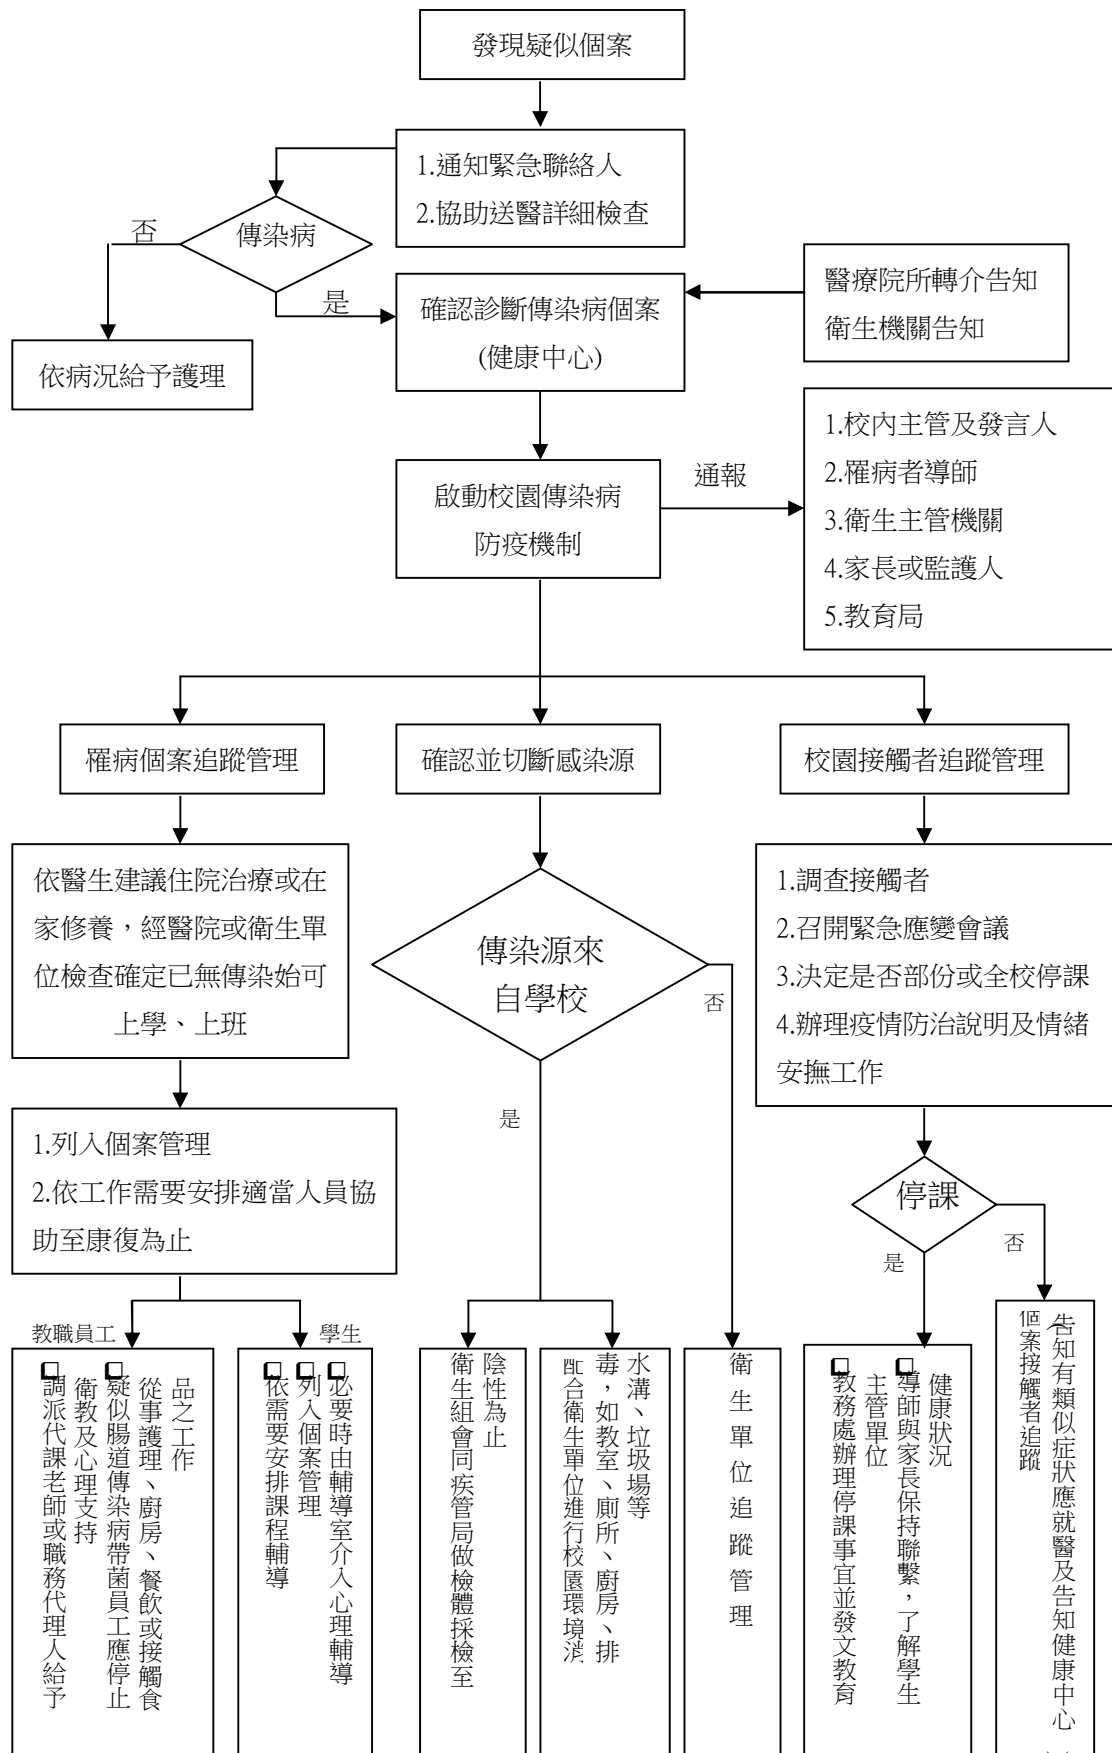 發現疑似個案
1.通知緊急聯絡人
2.協助送醫詳細檢查
傳染病
否
是
依病況給予護理
確認診斷傳染病個案
(健康中心)
醫療院所轉介告知
衛生機關告知
啟動校園傳染病
防疫機制
通報
1.校內主管及發言人
2.罹病者導師
3.衛生主管機關
4.家長或監護人
5.教育局
罹病個案追蹤管理
確認並切斷感染源
校園接觸者追蹤管理
依醫生建議住院治療或在
家修養，經醫院或衛生單
位檢查確定已無傳染始可
上學、上班
傳染源來
自學校
是
否
1.調查接觸者
2.召開緊急應變會議
3.決定是否部份或全校停課
4.辦理疫情防治說明及情緒
安撫工作
1.列入個案管理
2.依工作需要安排適當人員協
助至康復為止
停課
是
否
教職員工
學生
❏調派代課老師或職務代理人給予
衛教及心理支持
❏疑似腸道傳染病帶菌員工應停止
從事護理、廚房、餐飲或接觸食
品之工作
❏依需要安排課程輔導
❏列入個案管理
❏必要時由輔導室介入心理輔導
衛生組會同疾管局做檢體採檢至
陰性為止
配合衛生單位進行校園環境消
毒，如教室、廁所、廚房、排
水溝、垃圾場等
衛生單位追蹤管理
❏教務處辦理停課事宜並發文教育
主管單位
❏導師與家長保持聯繫，了解學生
健康狀況
個案接觸者追蹤
告知有類似症狀應就醫及告知健康中心